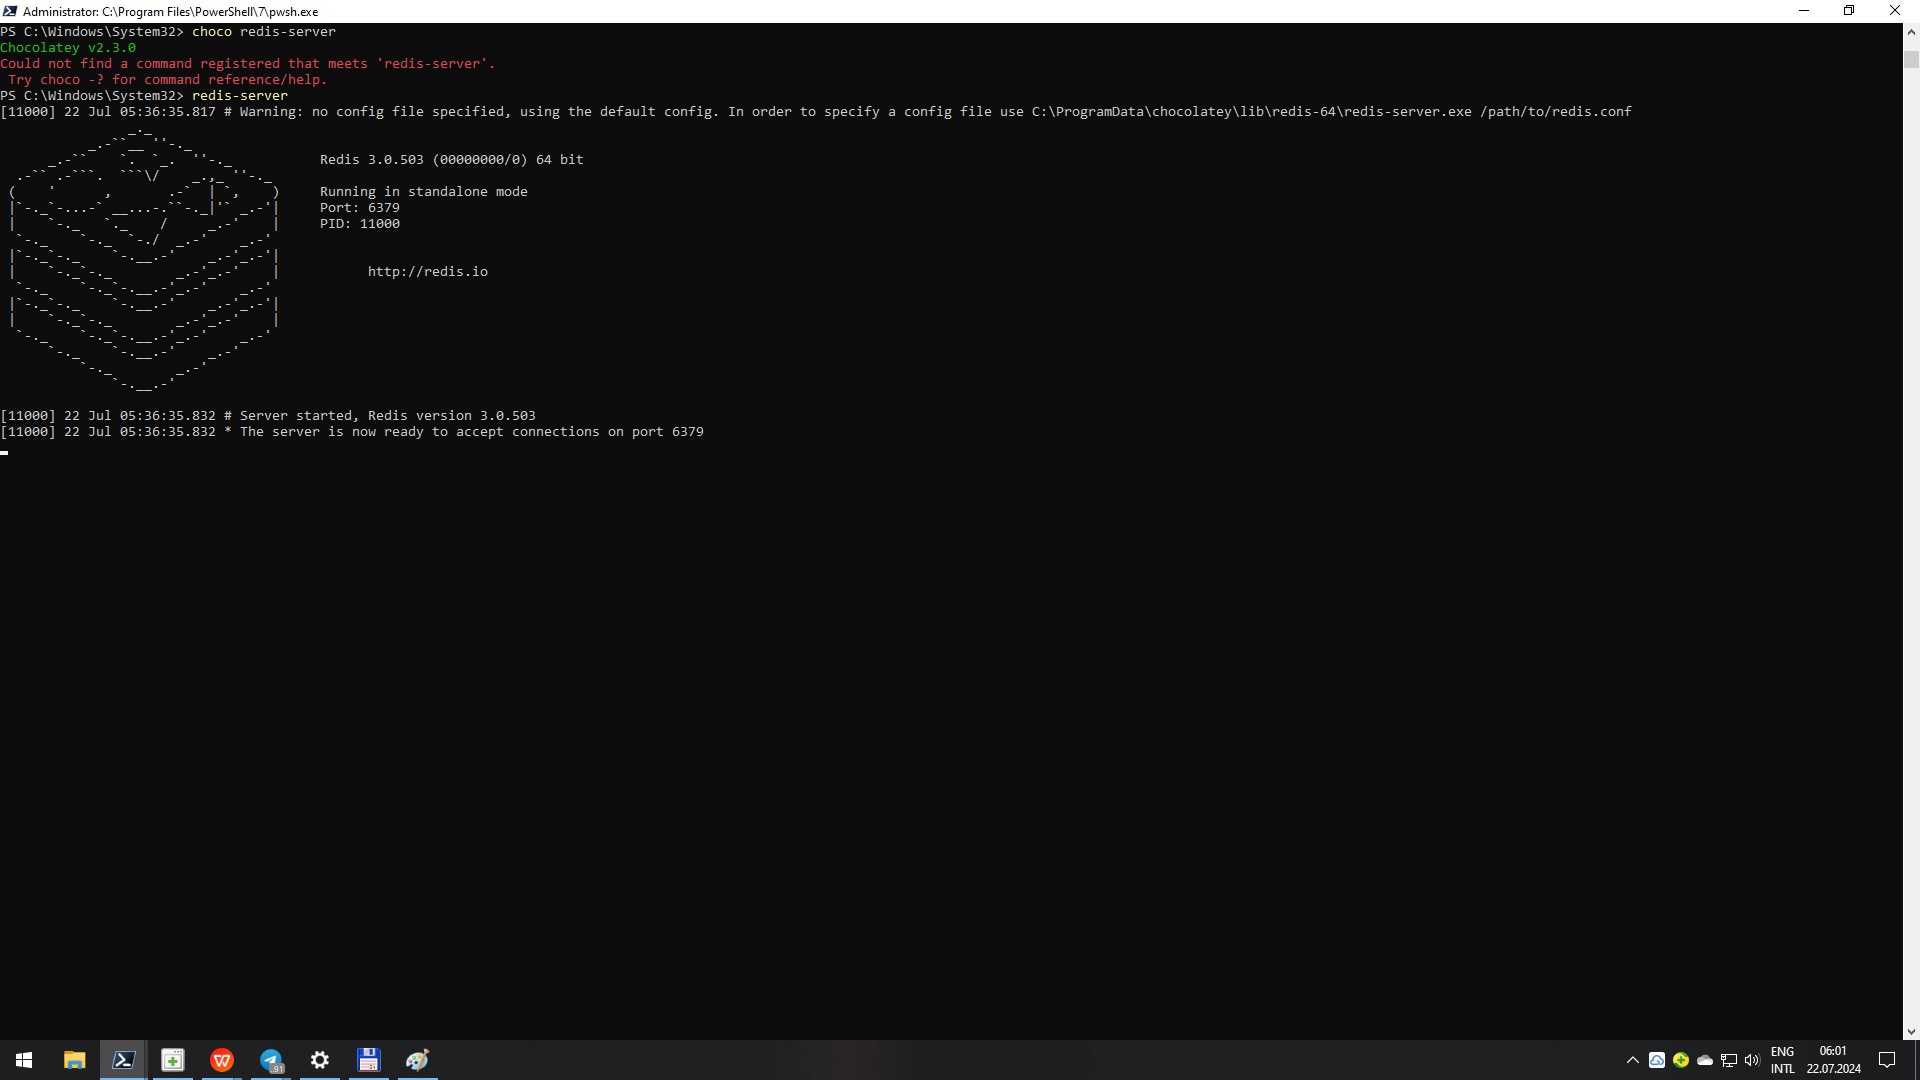 Administrator: C:\Program Files\PowerShell\7\pwsh.exe
PS C:\Windows\System32> choco redis-server
Chocolatey v2.3.0
Could not find a command registered that meets 'redis-server'.
 Try choco -? for command reference/help.
PS C:\Windows\System32> redis-server
[11000] 22 Jul 05:36:35.817 # Warning: no config file specified, using the default config. In order to specify a config file use C:\ProgramData\chocolatey\lib\redis-64\redis-server.exe /path/to/redis.conf
Redis 3.0.503 (00000000/0) 64 bit
Running in standalone mode
Port: 6379
PID: 11000
http://redis.io
[11000] 22 Jul 05:36:35.832 # Server started, Redis version 3.0.503
[11000] 22 Jul 05:36:35.832 * The server is now ready to accept connections on port 6379
ENG 06:01
INTL 22.07.2024